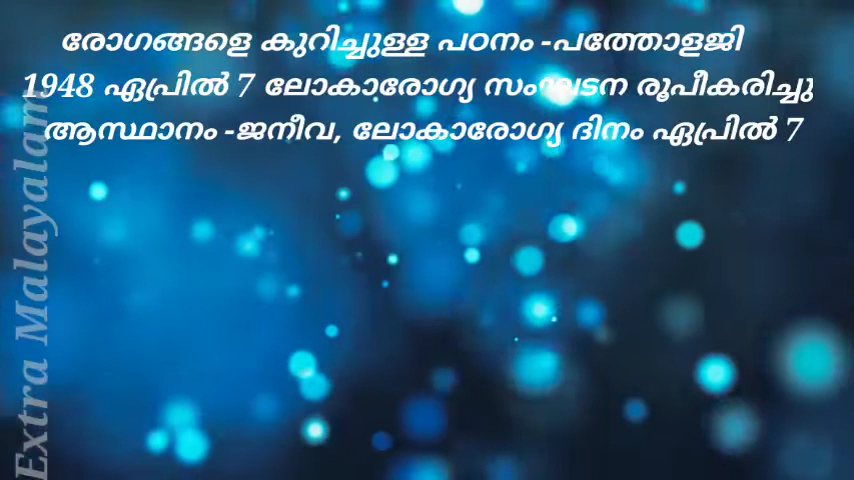 രോഗങ്ങളെ കുറിച്ചുള്ള പഠനം -പത്തോളജി
1948 ഏപ്രിൽ 7 ലോകാരോഗ്യ സംഘടന രൂപീകരിച്ചു
ആസ്ഥാനം -ജനീവ, ലോകാരോഗ്യ ദിനം ഏപ്രിൽ 7
Extra Malayalam